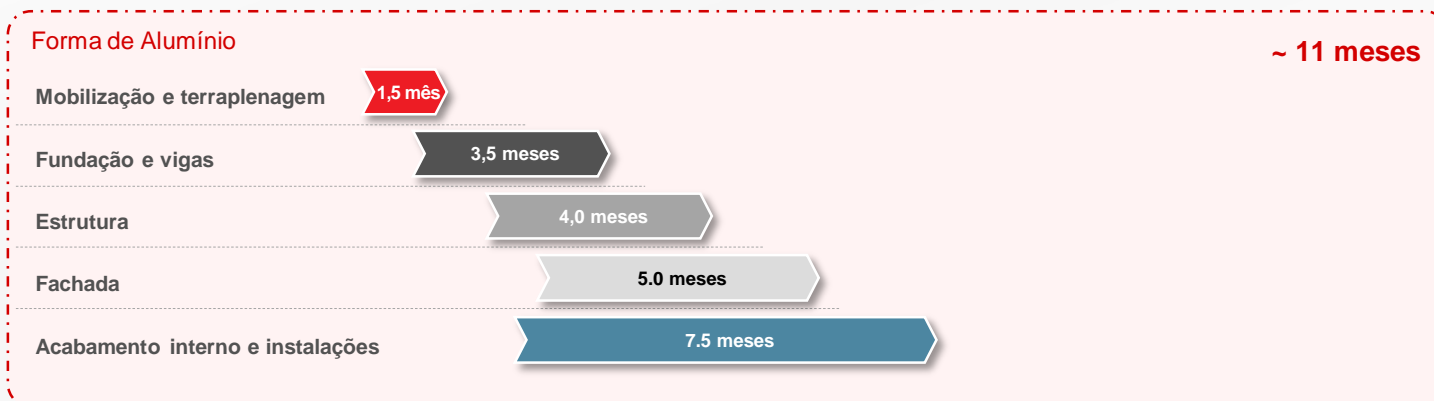 Forma de Alumínio
~ 11 meses
Mobilização e terraplenagem
1,5 mês
Fundação e vigas
3,5 meses
Estrutura
4,0 meses
Fachada
5.0 meses
Acabamento interno e instalações
7.5 meses